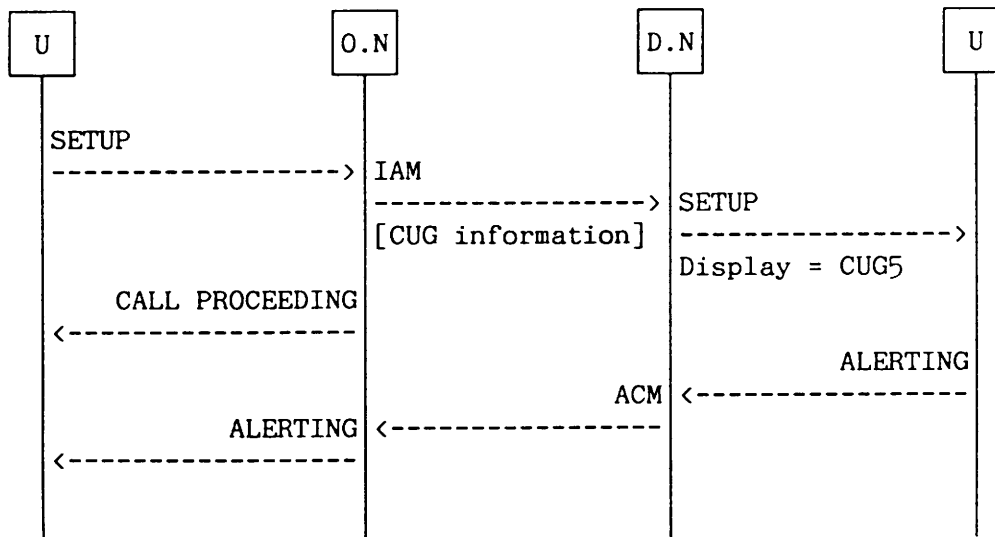 U
O.N
D.N
U
SETUP
IAM
SETUP
[CUG information]
Display = CUG5
CALL PROCEEDING
ALERTING
ACM
ALERTING